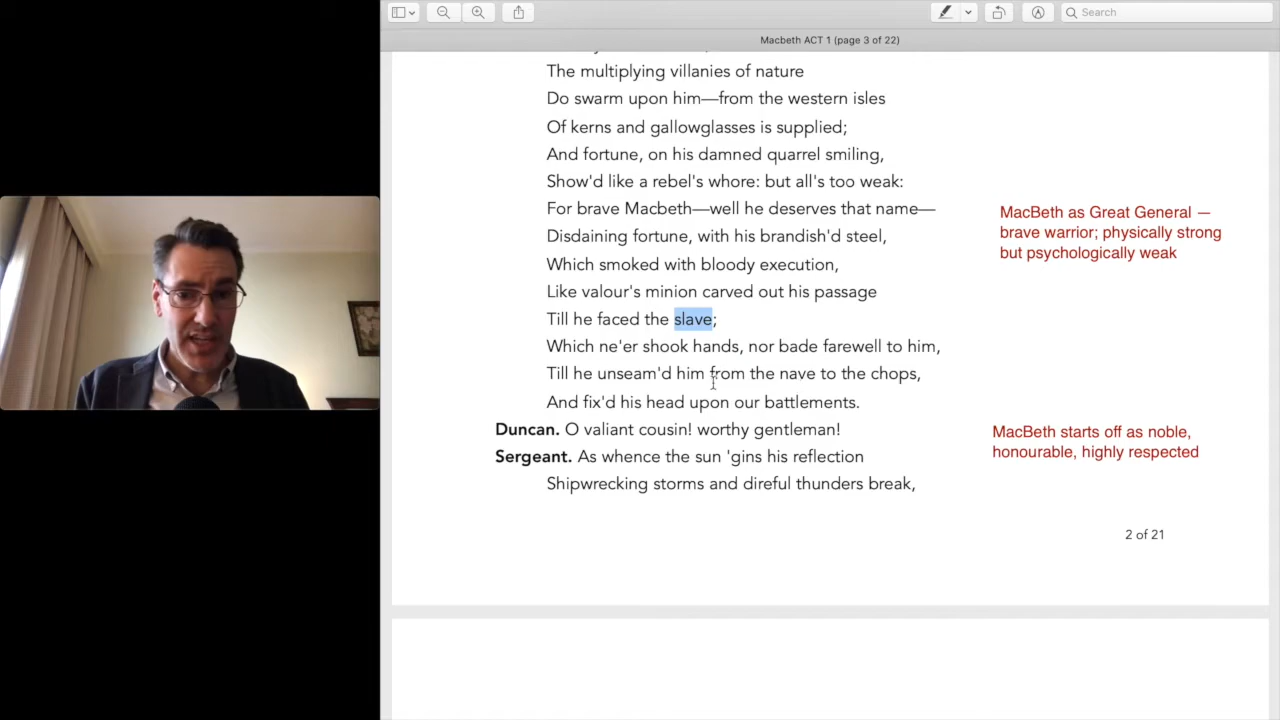 Search
Macbeth ACT 1 (page 3 of 22)
The multiplying villanies of nature
Do swarm upon him—from the western isles
Of kerns and gallowglasses is supplied;
And fortune, on his damned quarrel smiling,
Show'd like a rebel's whore: but all's too weak:
For brave Macbeth—well he deserves that name—
Disdaining fortune, with his brandish'd steel,
Which smoked with bloody execution,
Like valour's minion carved out his passage
Till he faced the slave;
Which ne'er shook hands, nor bade farewell to him,
Till he unseam'd him from the nave to the chops,
And fix'd his head upon our battlements.
Duncan. O valiant cousin! worthy gentleman!
Sergeant. As whence the sun 'gins his reflection
Shipwrecking storms and direful thunders break,
MacBeth as Great General —
brave warrior; physically strong
but psychologically weak
MacBeth starts off as noble,
honourable, highly respected
2 of 21